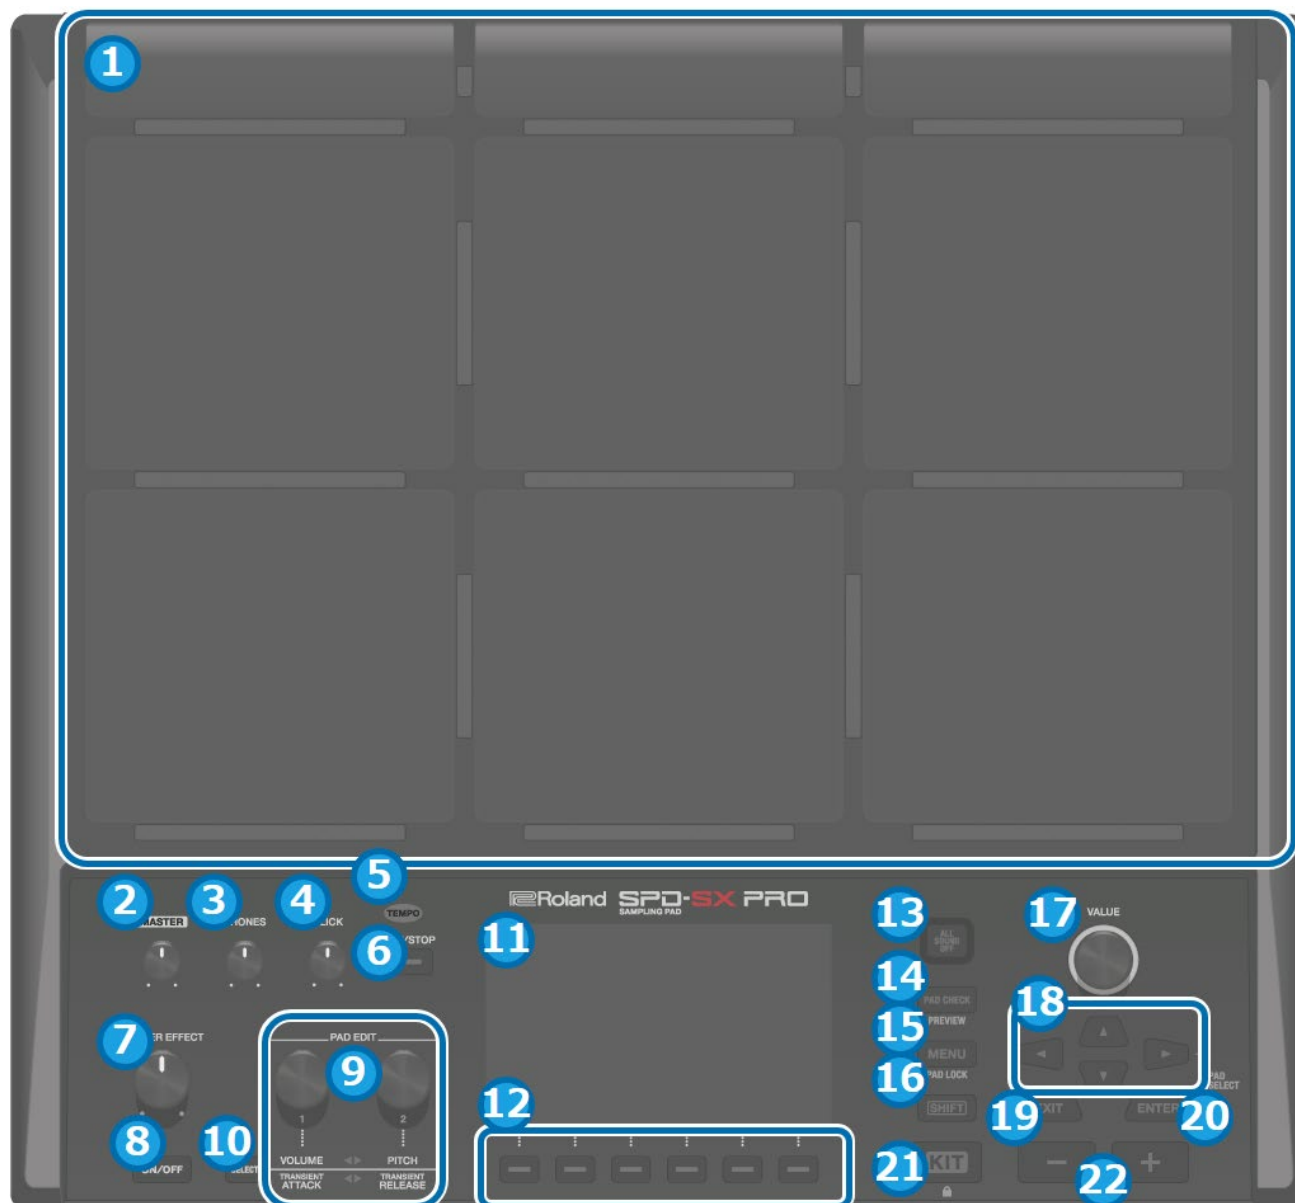 1
5
2
3
4
MASTER
TEMPO
Roland SPD-SX PRO
SAMPLING PAD
13
ALL
SOUND
OFF
17
VALUE
6
/STOP
11
14
PAD CHECK
PREVIEW
18
7
ER EFFECT
PAD EDIT
15
MENU
PAD LOCK
PAD
SELECT
9
16
SHIFT
1
2
12
19
ENTER
20
8
10
ON/OFF
SELECT
VOLUME
PITCH
TRANSIENT
ATTACK
TRANSIENT
RELEASE
21
KIT
22
- +